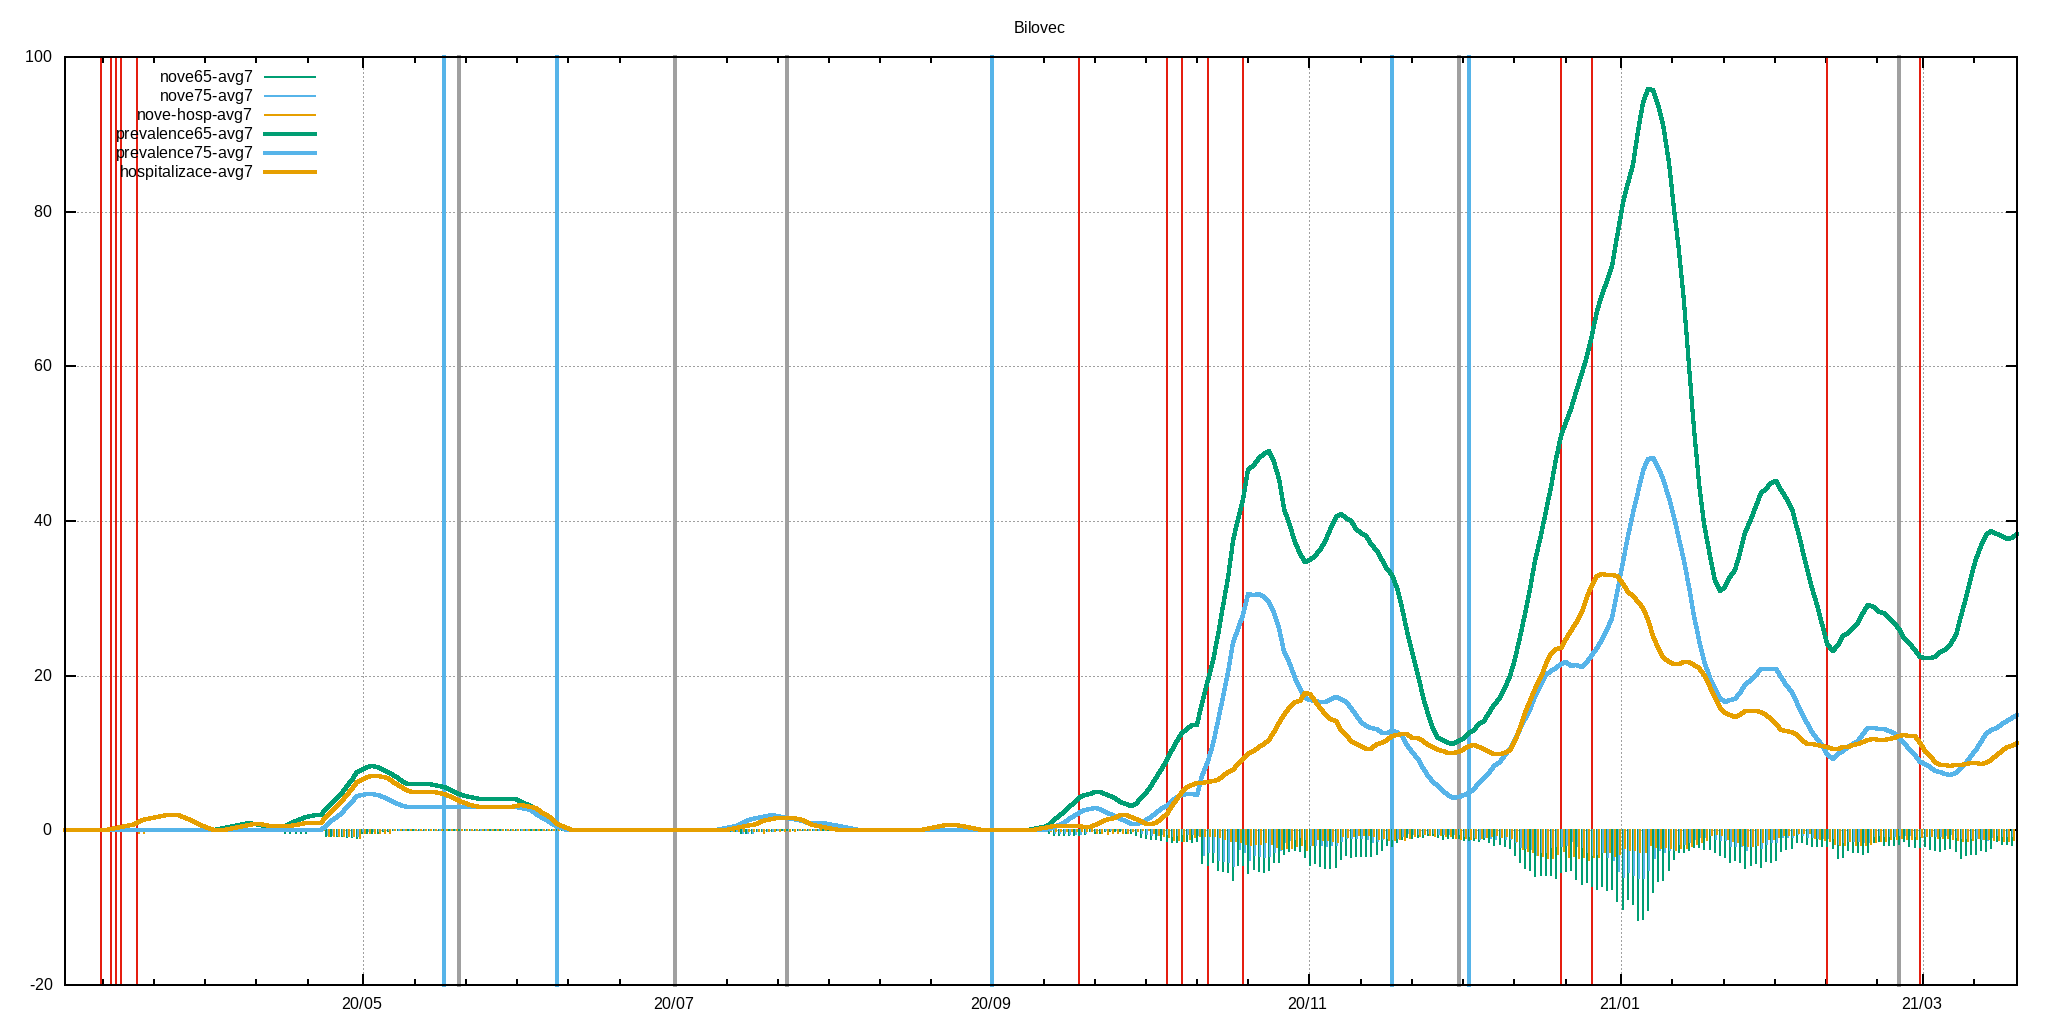 Bilovec
100
80
60
40
20
0
-20
nove65-avg7
nove75-avg7
nove-hosp-avg7
prevalence65-avg7
prevalence75-avg7
hospitalizace-avg7
20/05 20/07 20/09 20/11 21/01 21/03